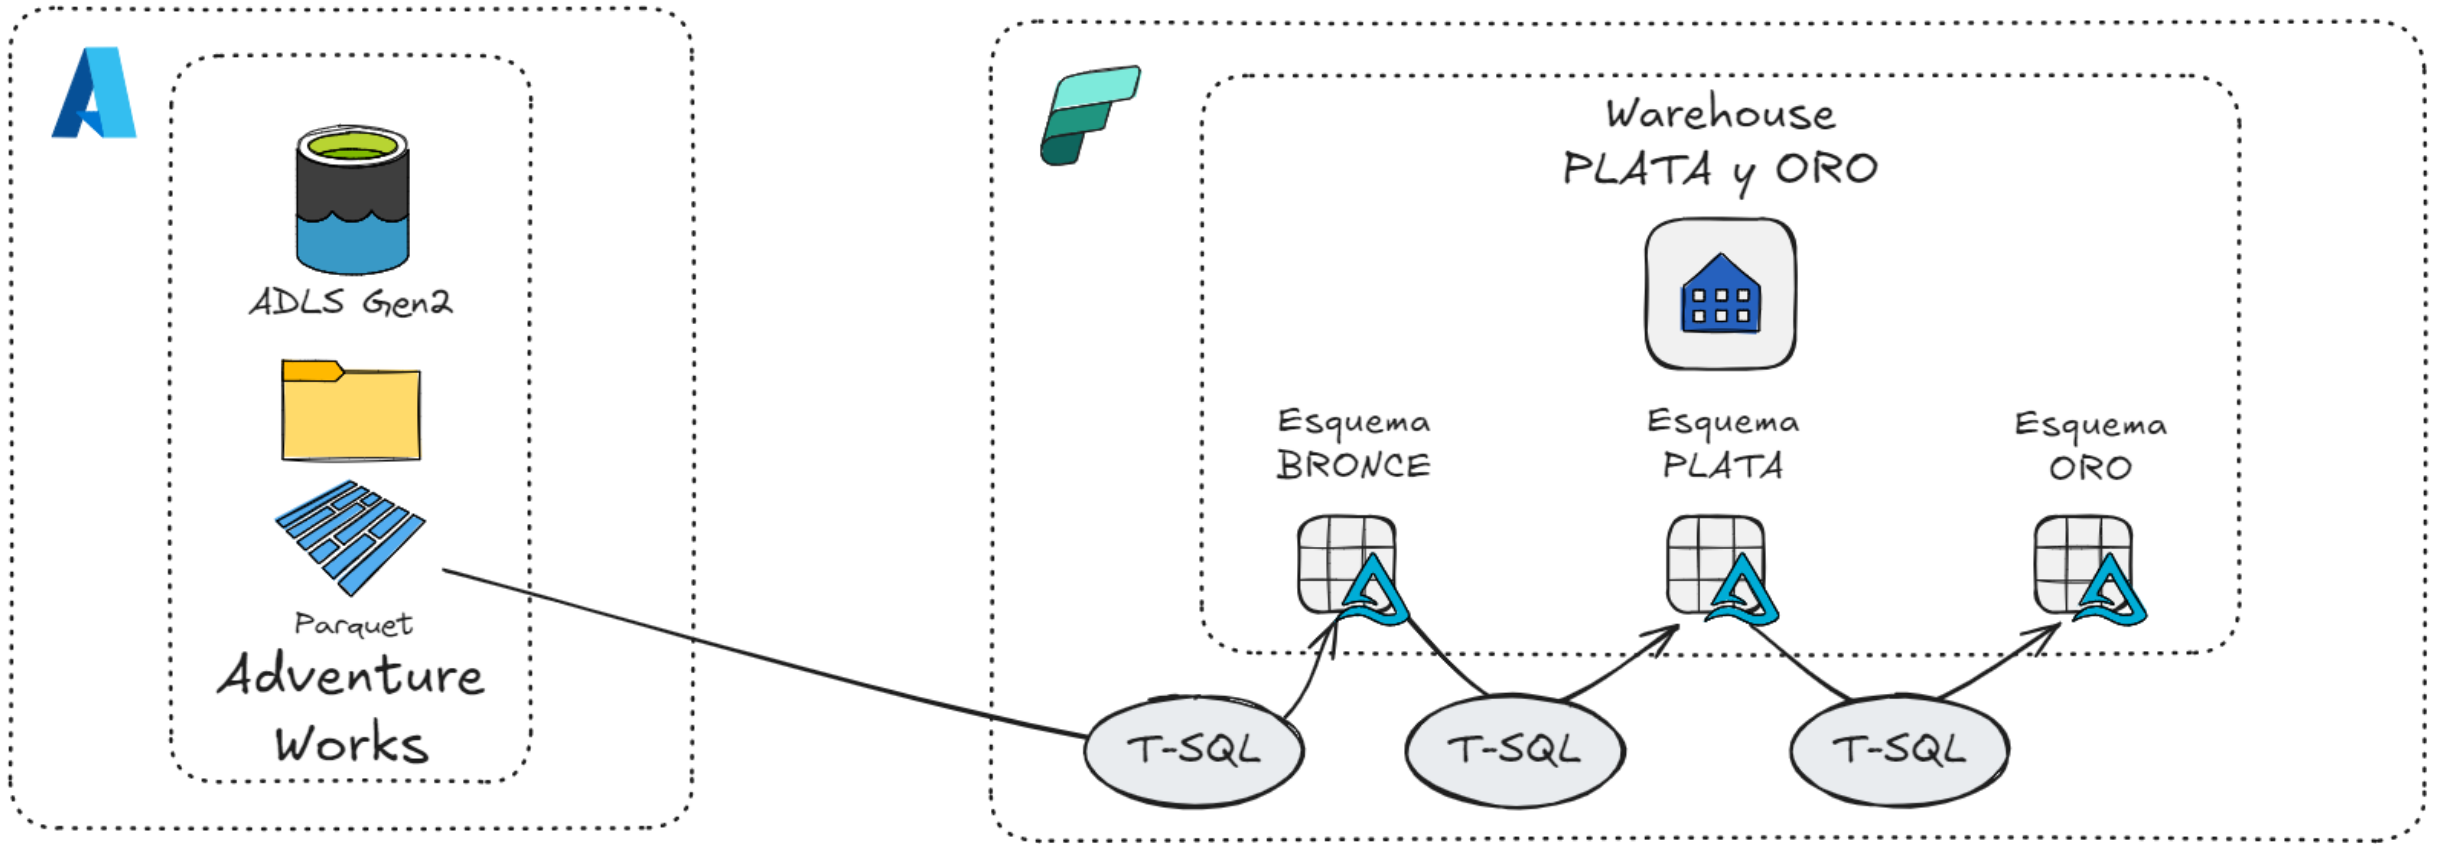 ADLS Gen2
Parquet
Adventure
Works
Warehouse
PLATA y ORO
Esquema
BRONCE
Esquema
PLATA
Esquema
ORO
T-SQL
T-SQL
T-SQL